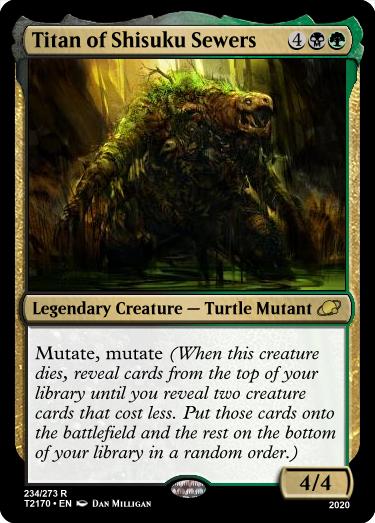 Titan of Shisuku Sewers 4
Legendary Creature — Turtle Mutant
Mutate, mutate (When this creature
dies, reveal cards from the top of your
library until you reveal two creature
cards that cost less. Put those cards onto
the battlefield and the rest on the bottom
of your library in a random order.)
4/4
234/273 R
T2170 • EN DAN MILLIGAN
2020